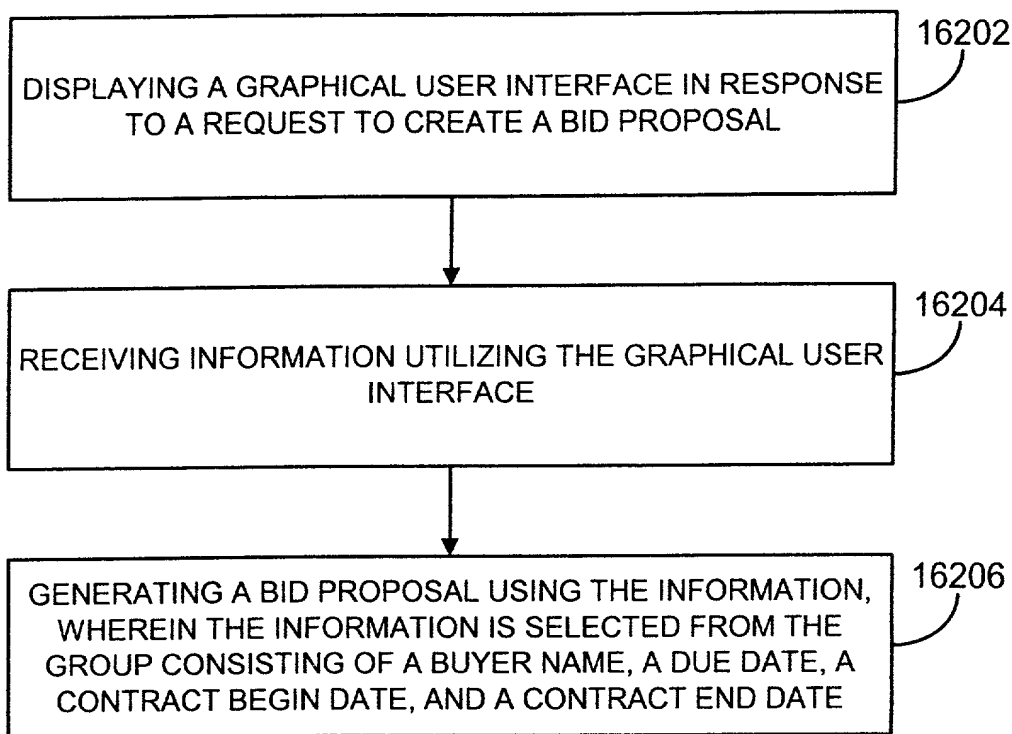 16202
DISPLAYING A GRAPHICAL USER INTERFACE IN RESPONSE
TO A REQUEST TO CREATE A BID PROPOSAL
16204
RECEIVING INFORMATION UTILIZING THE GRAPHICAL USER
INTERFACE
16206
GENERATING A BID PROPOSAL USING THE INFORMATION,
WHEREIN THE INFORMATION IS SELECTED FROM THE
GROUP CONSISTING OF A BUYER NAME, A DUE DATE, A
CONTRACT BEGIN DATE, AND A CONTRACT END DATE